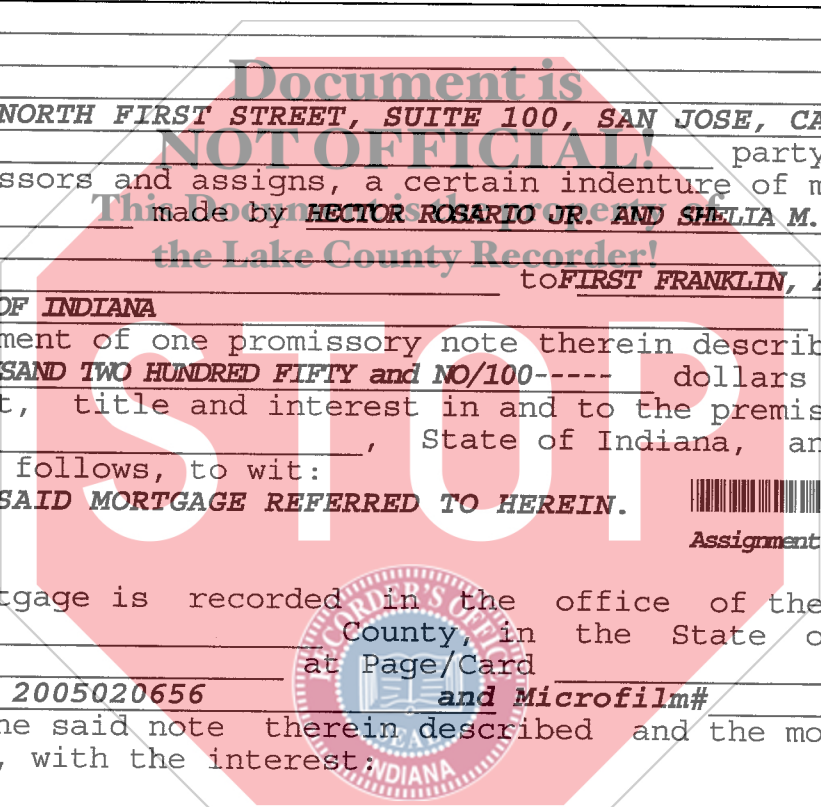 Document is
NORTH FIRST STREET, SUITE 100, SAN JOSE, CA
NOT OFFICIAL!
party
ssors and assigns, a certain indenture of m
This Document is the property of
made by HECTOR ROSARIO JR. AND SHELIA M.
the Lake County Recorder!
toFIRST FRANKLIN, A
OF INDIANA
ment of one promissory note therein describ
SAND TWO HUNDRED FIFTY and NO/100----- dollars
t, title and interest in and to the premis
STOP
, State of Indiana, an
follows, to wit:
SAID MORTGAGE REFERRED TO HEREIN.
Assignment
tgage is recorded in the office of the
RECORDER'S OFFICE
County, in the State o
at Page/Card
2005020656 and Microfilm#
ne said note therein described and the mo
SEAL
, with the interest:
INDIANA